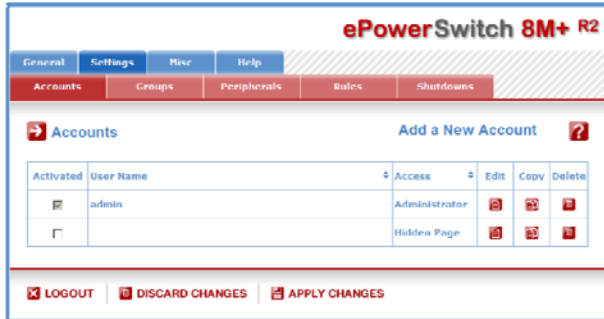 ePowerSwitch 8M+ R2
General Settings Misc Help
Accounts Groups Peripherals Rules Shutdowns
Accounts Add a New Account ?
Activated User Name Access Edit Copy Delete
admin Administrator
Hidden Page
LOGOUT DISCARD CHANGES APPLY CHANGES